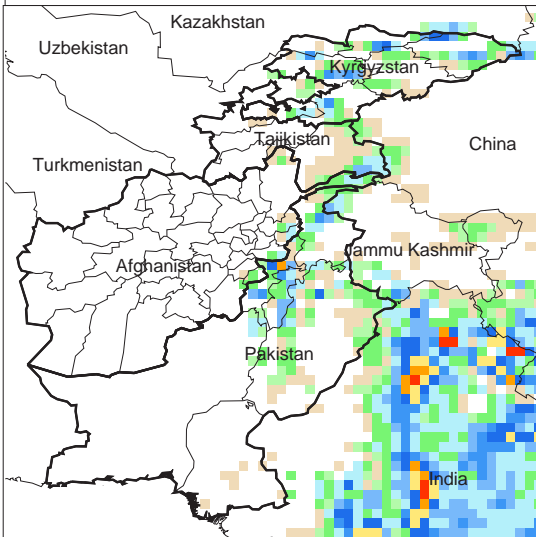 Kazakhstan
Uzbekistan
Kyrgyzstan
Tajikistan
China
Turkmenistan
Jammu Kashmir
Afghanistan
Pakistan
India